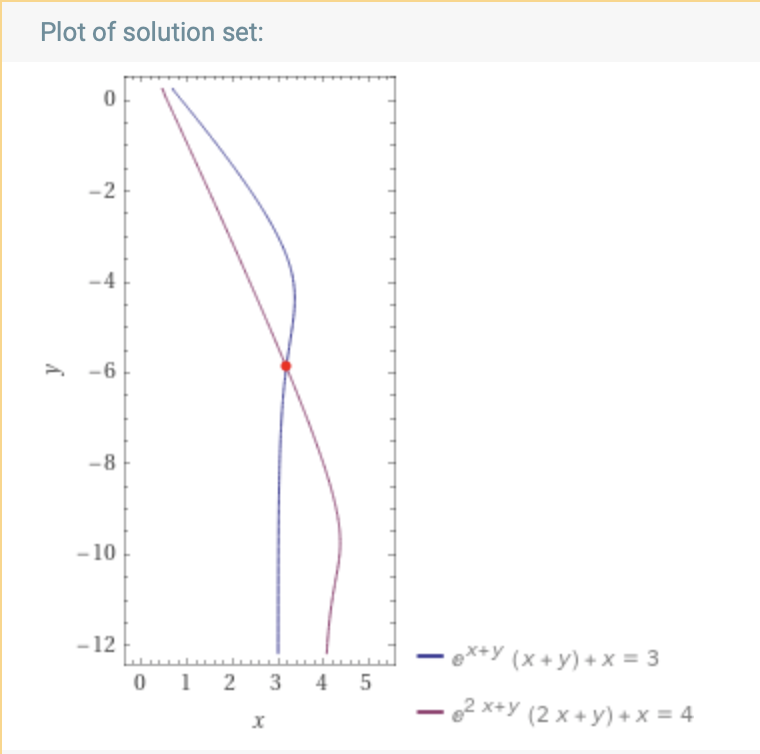 Plot of solution set:
0
−2
−4
−6
−8
−10
−12
y
0 1 2 3 4 5
x
e^{x+y} (x + y) + x = 3
e^{2 x+y} (2 x + y) + x = 4